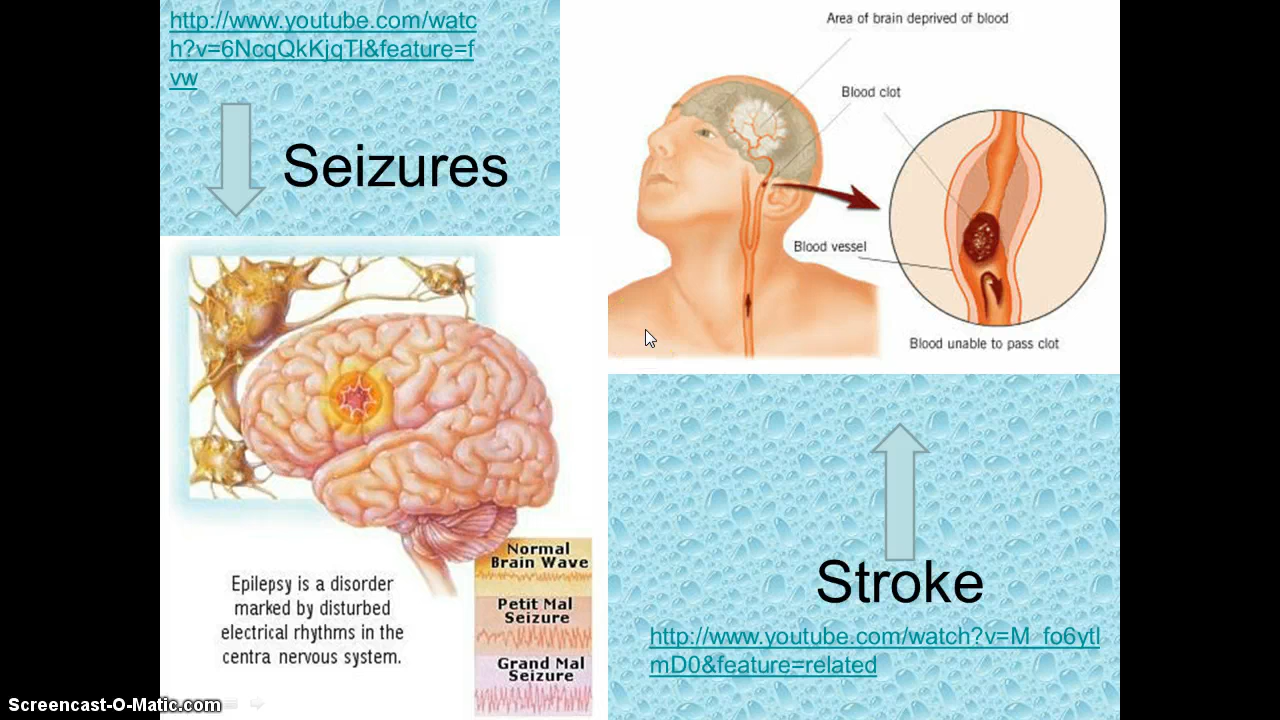 http://www.youtube.com/watc
h?v=6NcqQkKjqTI&feature=f
vw
Seizures
Area of brain deprived of blood
Blood clot
Blood vessel
Blood unable to pass clot
Normal
Brain Wave
Petit Mal
Seizure
Grand Mal
Seizure
Epilepsy is a disorder
marked by disturbed
electrical rhythms in the
centra nervous system.
Stroke
http://www.youtube.com/watch?v=M_fo6ytI
mD0&feature=related
Screencast-O-Matic.com